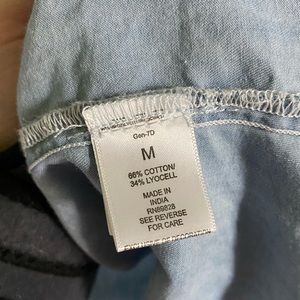 Gen-7D
M
66% COTTON/
34% LYOCELL
MADE IN
INDIA
RN89828
SEE REVERSE
FOR CARE